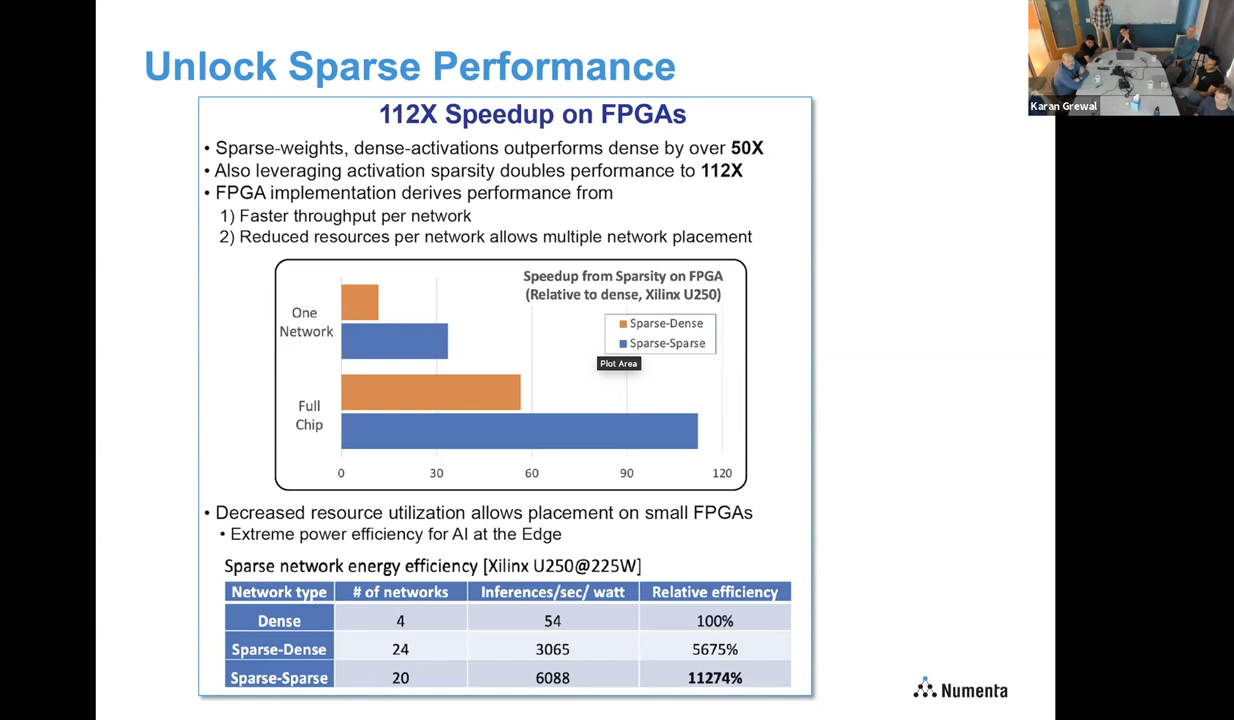 Unlock Sparse Performance
Karan Grewal
112X Speedup on FPGAs
• Sparse-weights, dense-activations outperforms dense by over 50X
• Also leveraging activation sparsity doubles performance to 112X
• FPGA implementation derives performance from
1) Faster throughput per network
2) Reduced resources per network allows multiple network placement
Speedup from Sparsity on FPGA
(Relative to dense, Xilinx U250)
One
Network
Sparse-Dense
Sparse-Sparse
Plot Area
Full
Chip
0 30 60 90 120
• Decreased resource utilization allows placement on small FPGAs
• Extreme power efficiency for AI at the Edge
Sparse network energy efficiency [Xilinx U250@225W]
Network type # of networks Inferences/sec/ watt Relative efficiency
Dense 4 54 100%
Sparse-Dense 24 3065 5675%
Sparse-Sparse 20 6088 11274%
Numenta